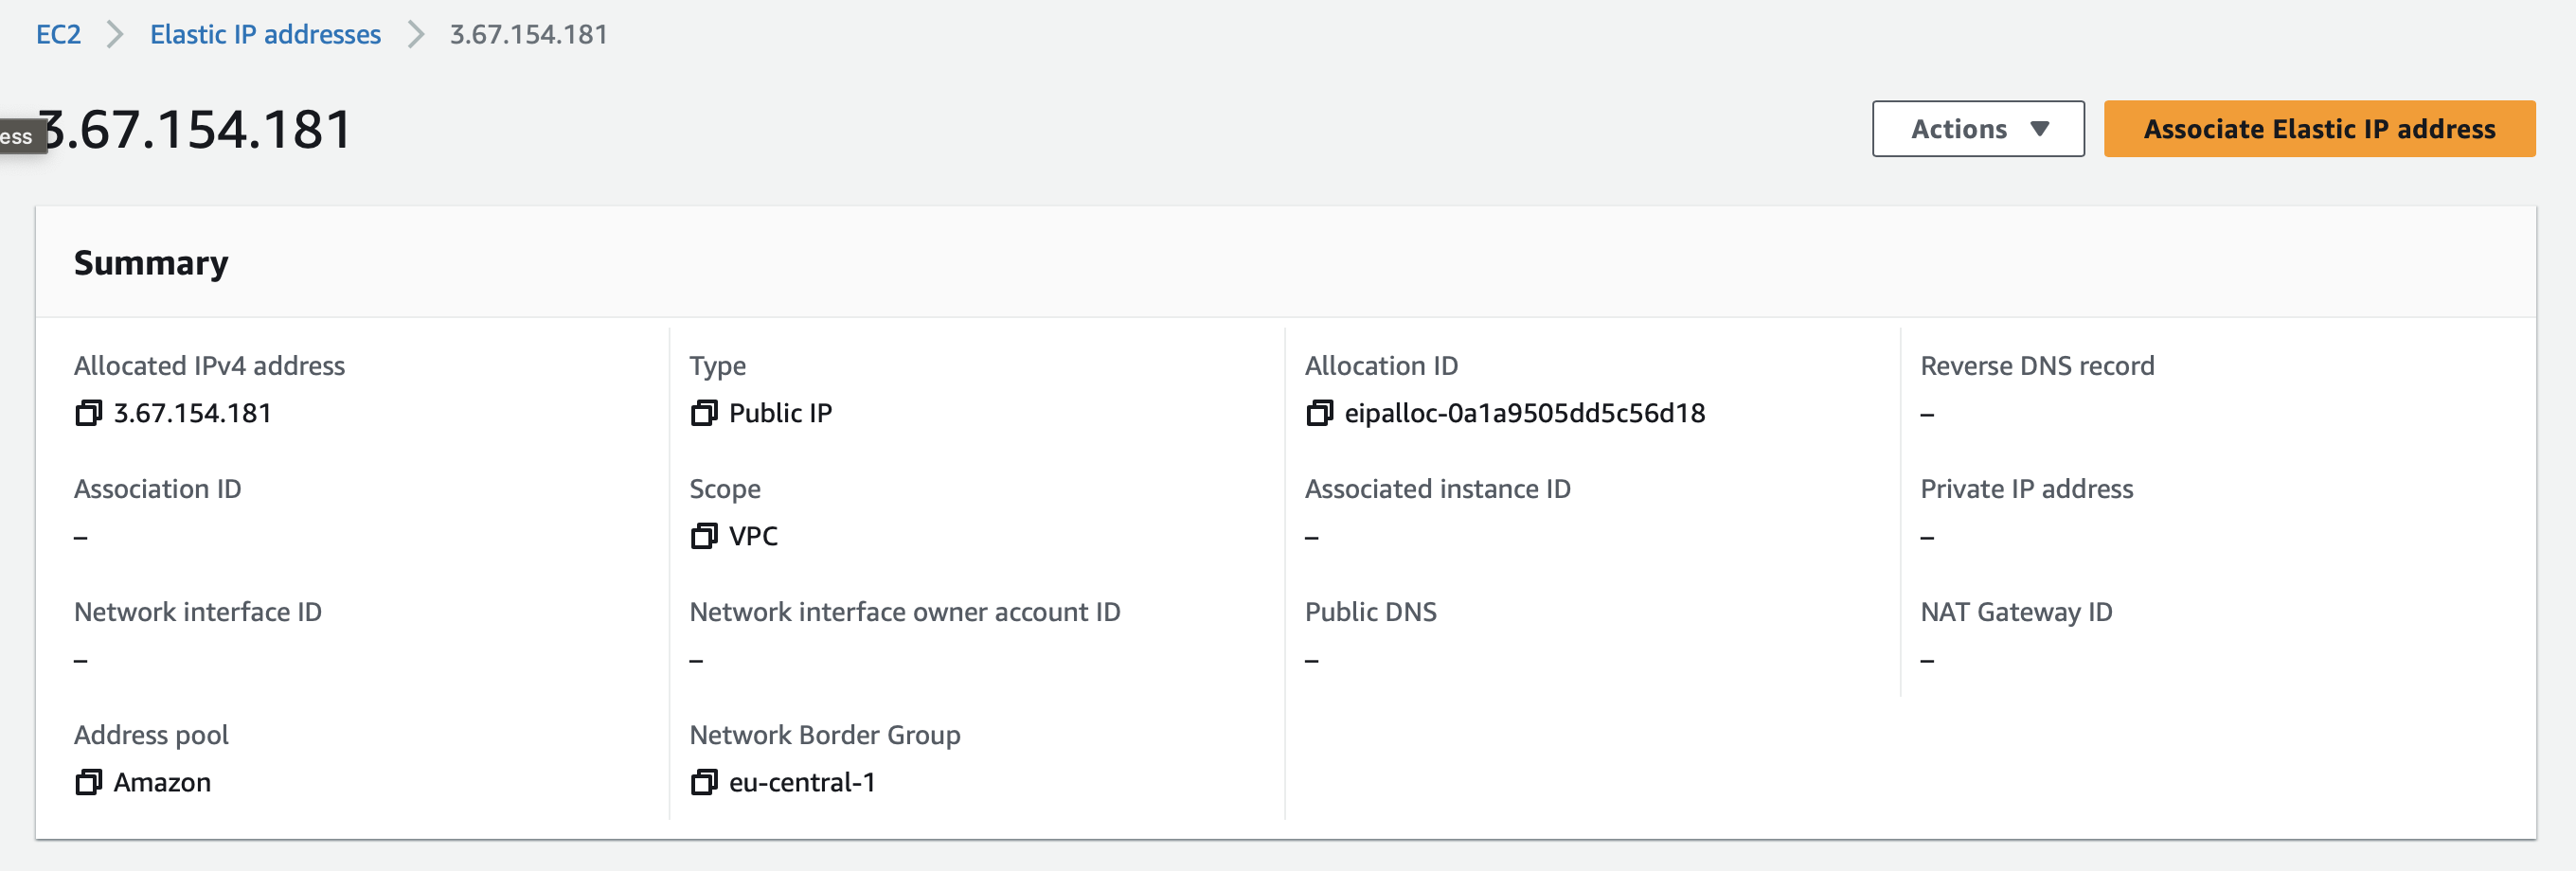 EC2 Elastic IP addresses 3.67.154.181
ess
3.67.154.181
Actions Associate Elastic IP address
Summary
Allocated IPv4 address
3.67.154.181
Type
Public IP
Allocation ID
eipalloc-0a1a9505dd5c56d18
Reverse DNS record
–
Association ID
–
Scope
VPC
Associated instance ID
–
Private IP address
–
Network interface ID
–
Network interface owner account ID
–
Public DNS
–
NAT Gateway ID
–
Address pool
Amazon
Network Border Group
eu-central-1